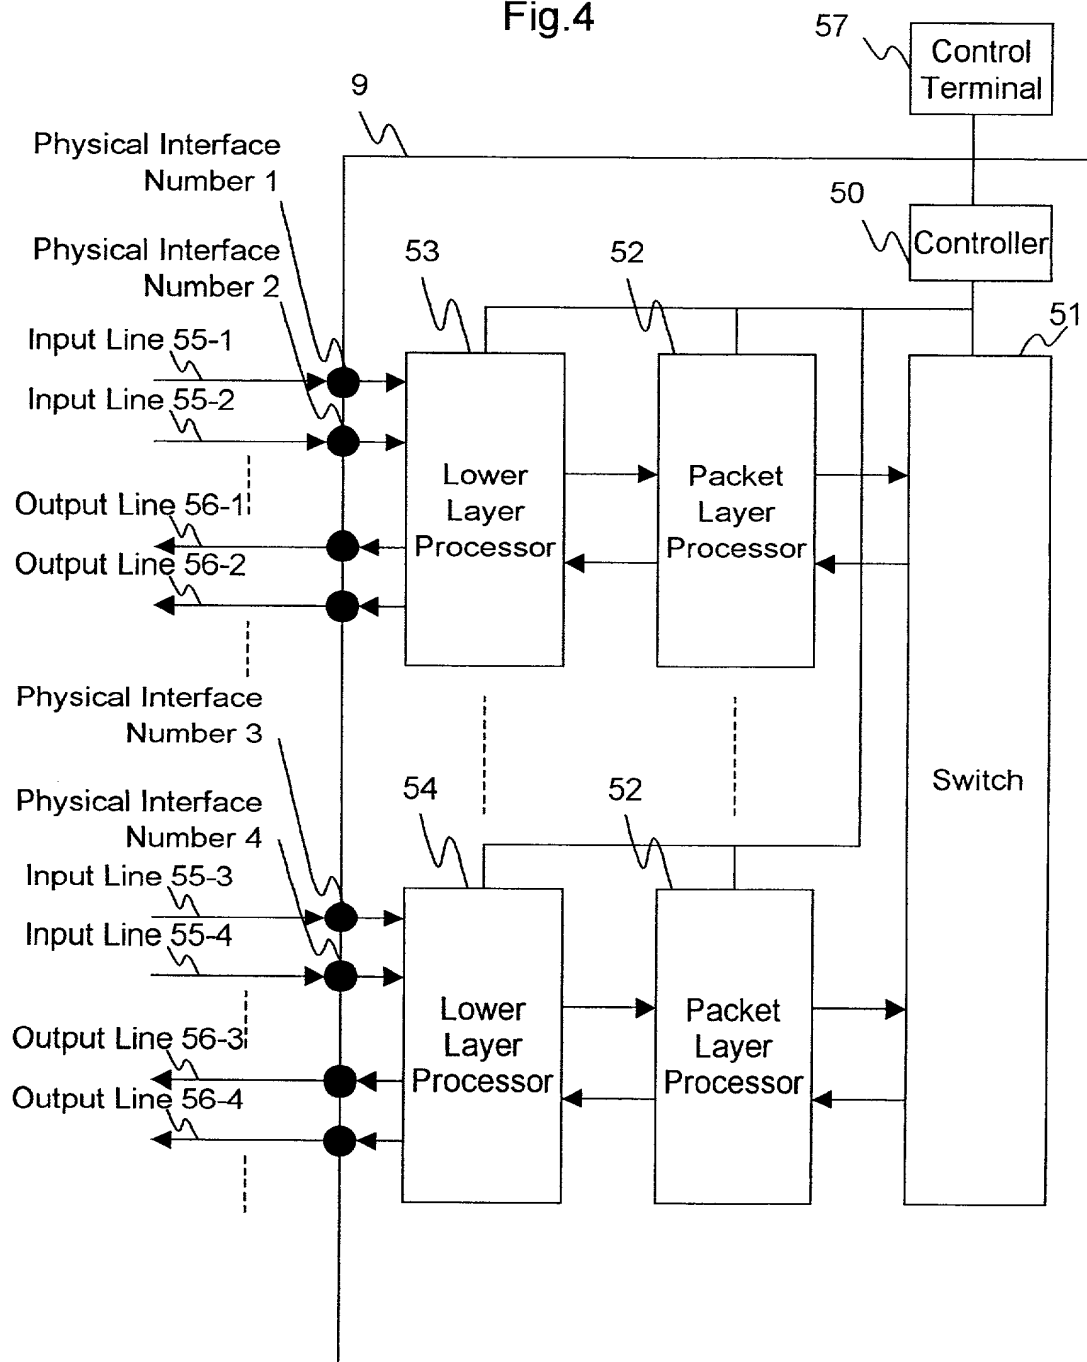 Fig.4
57
Control
Terminal
9
Physical Interface
Number 1
50
Controller
Physical Interface
Number 2
53
52
51
Input Line 55-1
Input Line 55-2
Lower
Layer
Processor
Packet
Layer
Processor
Output Line 56-1
Output Line 56-2
Physical Interface
Number 3
Switch
54
52
Physical Interface
Number 4
Input Line 55-3
Input Line 55-4
Lower
Layer
Processor
Packet
Layer
Processor
Output Line 56-3
Output Line 56-4